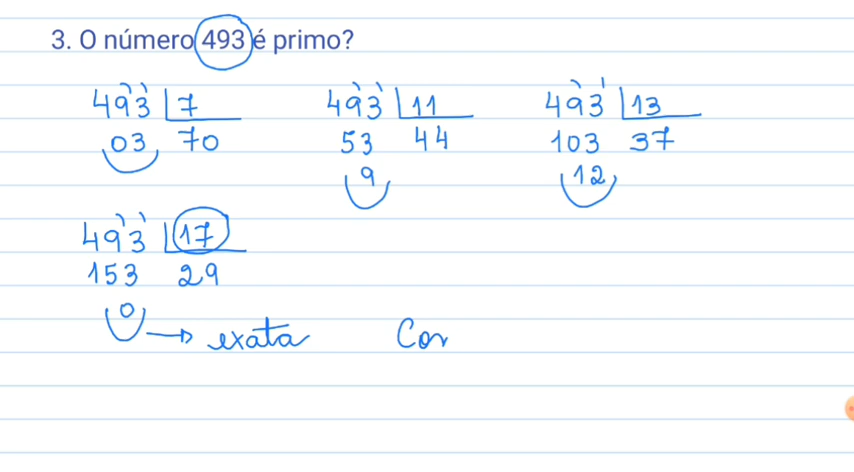 3. O número 493 é primo?
493 | 7 493 | 11 493 | 13
03 70 53 44 103 37
9 12
493 | 17
153 29
0 → exata Con